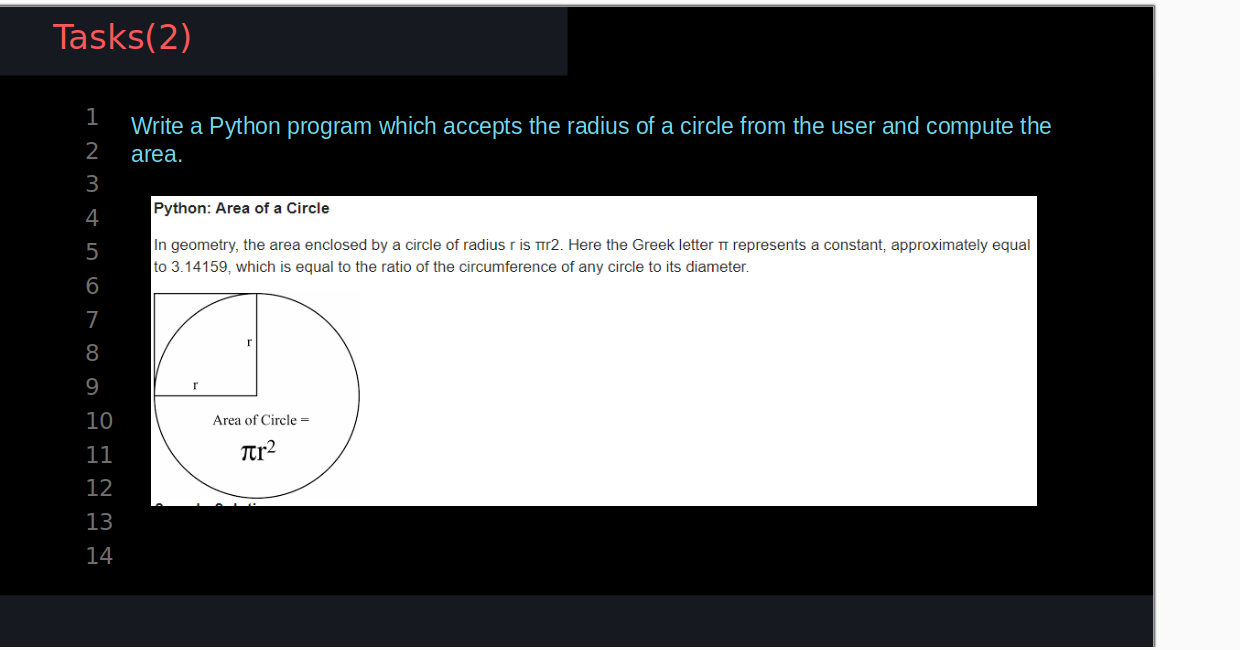 Tasks(2)
1
2
3
4
5
6
7
8
9
10
11
12
13
14
Write a Python program which accepts the radius of a circle from the user and compute the
area.
Python: Area of a Circle
In geometry, the area enclosed by a circle of radius r is πr2. Here the Greek letter π represents a constant, approximately equal
to 3.14159, which is equal to the ratio of the circumference of any circle to its diameter.
r
r
Area of Circle =
πr²